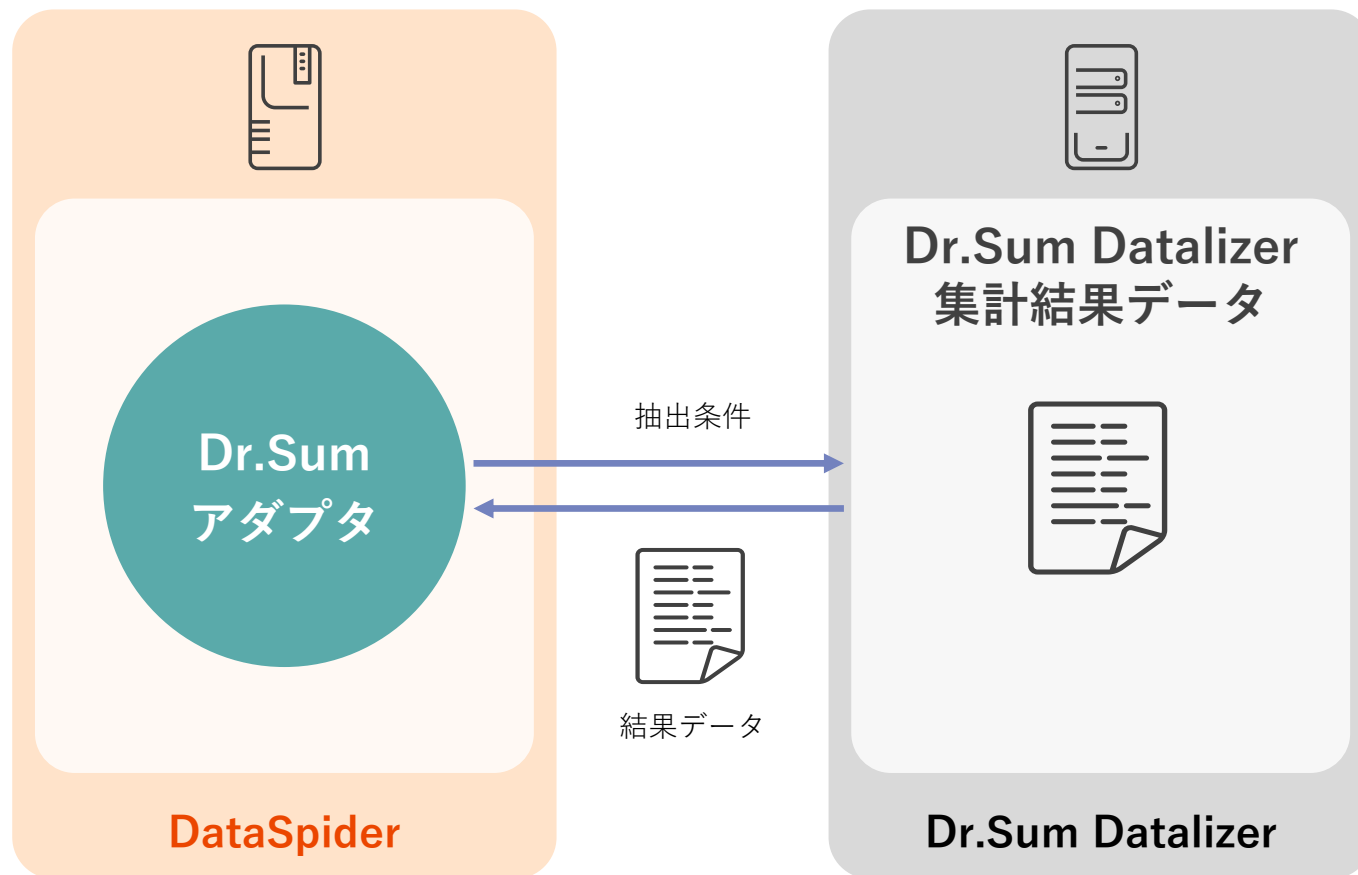 Dr.Sum
アダプタ
DataSpider
抽出条件
結果データ
Dr.Sum Datalizer
集計結果データ
Dr.Sum Datalizer